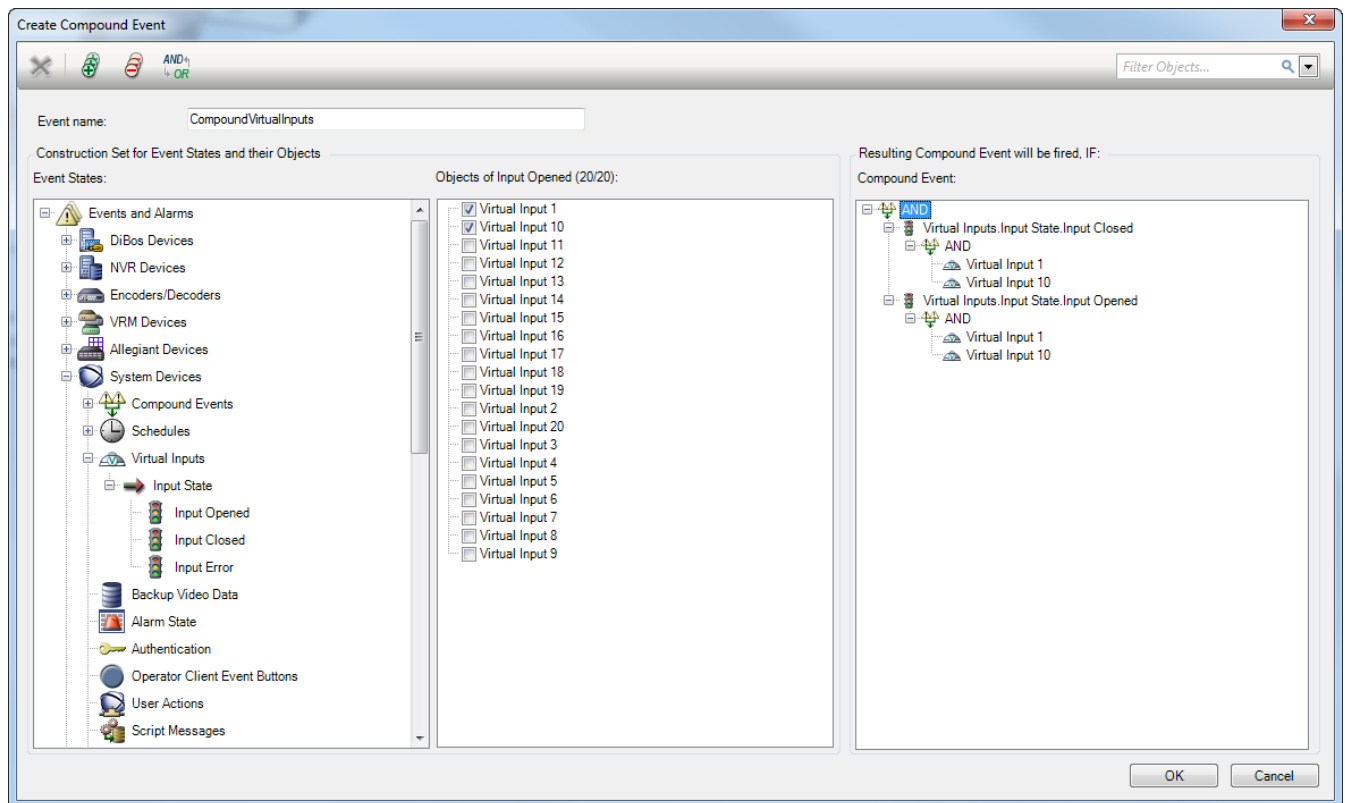 Create Compound Event
AND
OR
Filter Objects...
Event name:
CompoundVirtualInputs
Construction Set for Event States and their Objects
Event States:
Events and Alarms
DiBos Devices
NVR Devices
Encoders/Decoders
VRM Devices
Allegiant Devices
System Devices
Compound Events
Schedules
Virtual Inputs
Input State
Input Opened
Input Closed
Input Error
Backup Video Data
Alarm State
Authentication
Operator Client Event Buttons
User Actions
Script Messages
Objects of Input Opened (20/20):
Virtual Input 1
Virtual Input 10
Virtual Input 11
Virtual Input 12
Virtual Input 13
Virtual Input 14
Virtual Input 15
Virtual Input 16
Virtual Input 17
Virtual Input 18
Virtual Input 19
Virtual Input 2
Virtual Input 20
Virtual Input 3
Virtual Input 4
Virtual Input 5
Virtual Input 6
Virtual Input 7
Virtual Input 8
Virtual Input 9
Resulting Compound Event will be fired, IF:
Compound Event:
AND
Virtual Inputs.Input State.Input Closed
AND
Virtual Input 1
Virtual Input 10
Virtual Inputs.Input State.Input Opened
AND
Virtual Input 1
Virtual Input 10
OK
Cancel